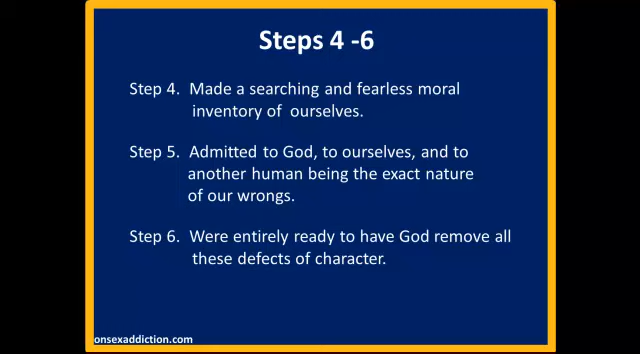 Steps 4 -6
Step 4. Made a searching and fearless moral
inventory of ourselves.
Step 5. Admitted to God, to ourselves, and to
another human being the exact nature
of our wrongs.
Step 6. Were entirely ready to have God remove all
these defects of character.
onsexaddiction.com